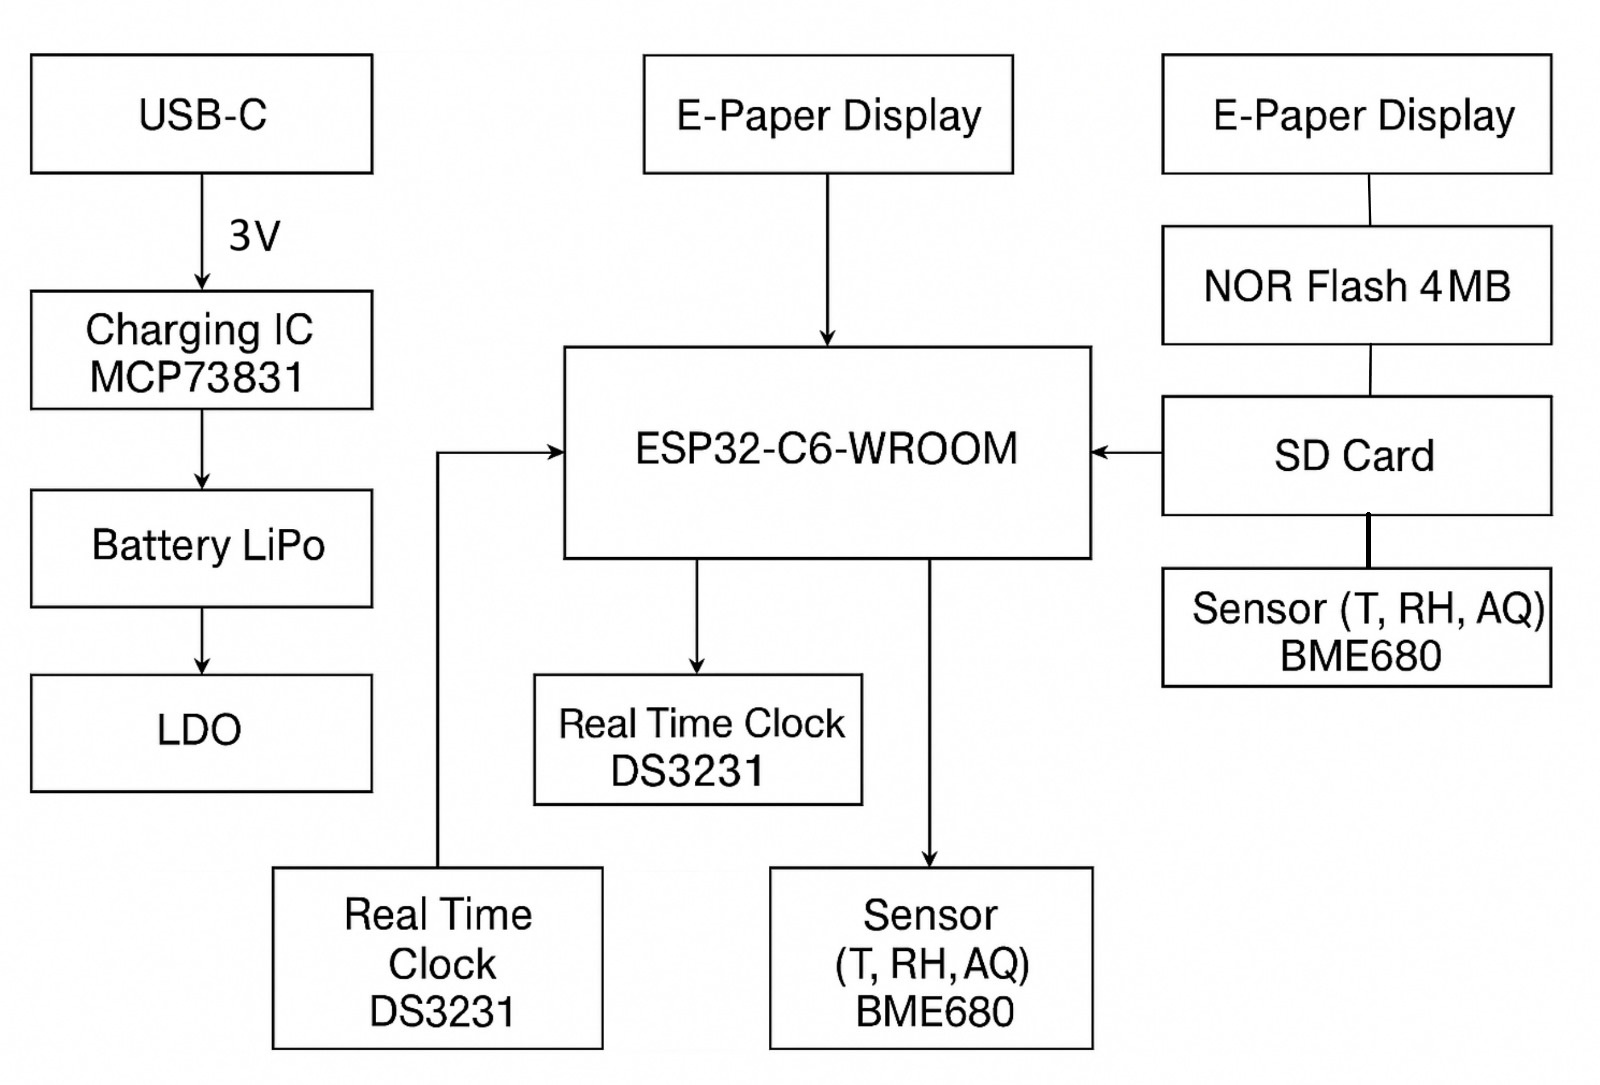 USB-C
3V
Charging IC
MCP73831
Battery LiPo
LDO
E-Paper Display
ESP32-C6-WROOM
Real Time Clock
DS3231
Real Time
Clock
DS3231
Sensor
(T, RH, AQ)
BME680
E-Paper Display
NOR Flash 4MB
SD Card
Sensor (T, RH, AQ)
BME680